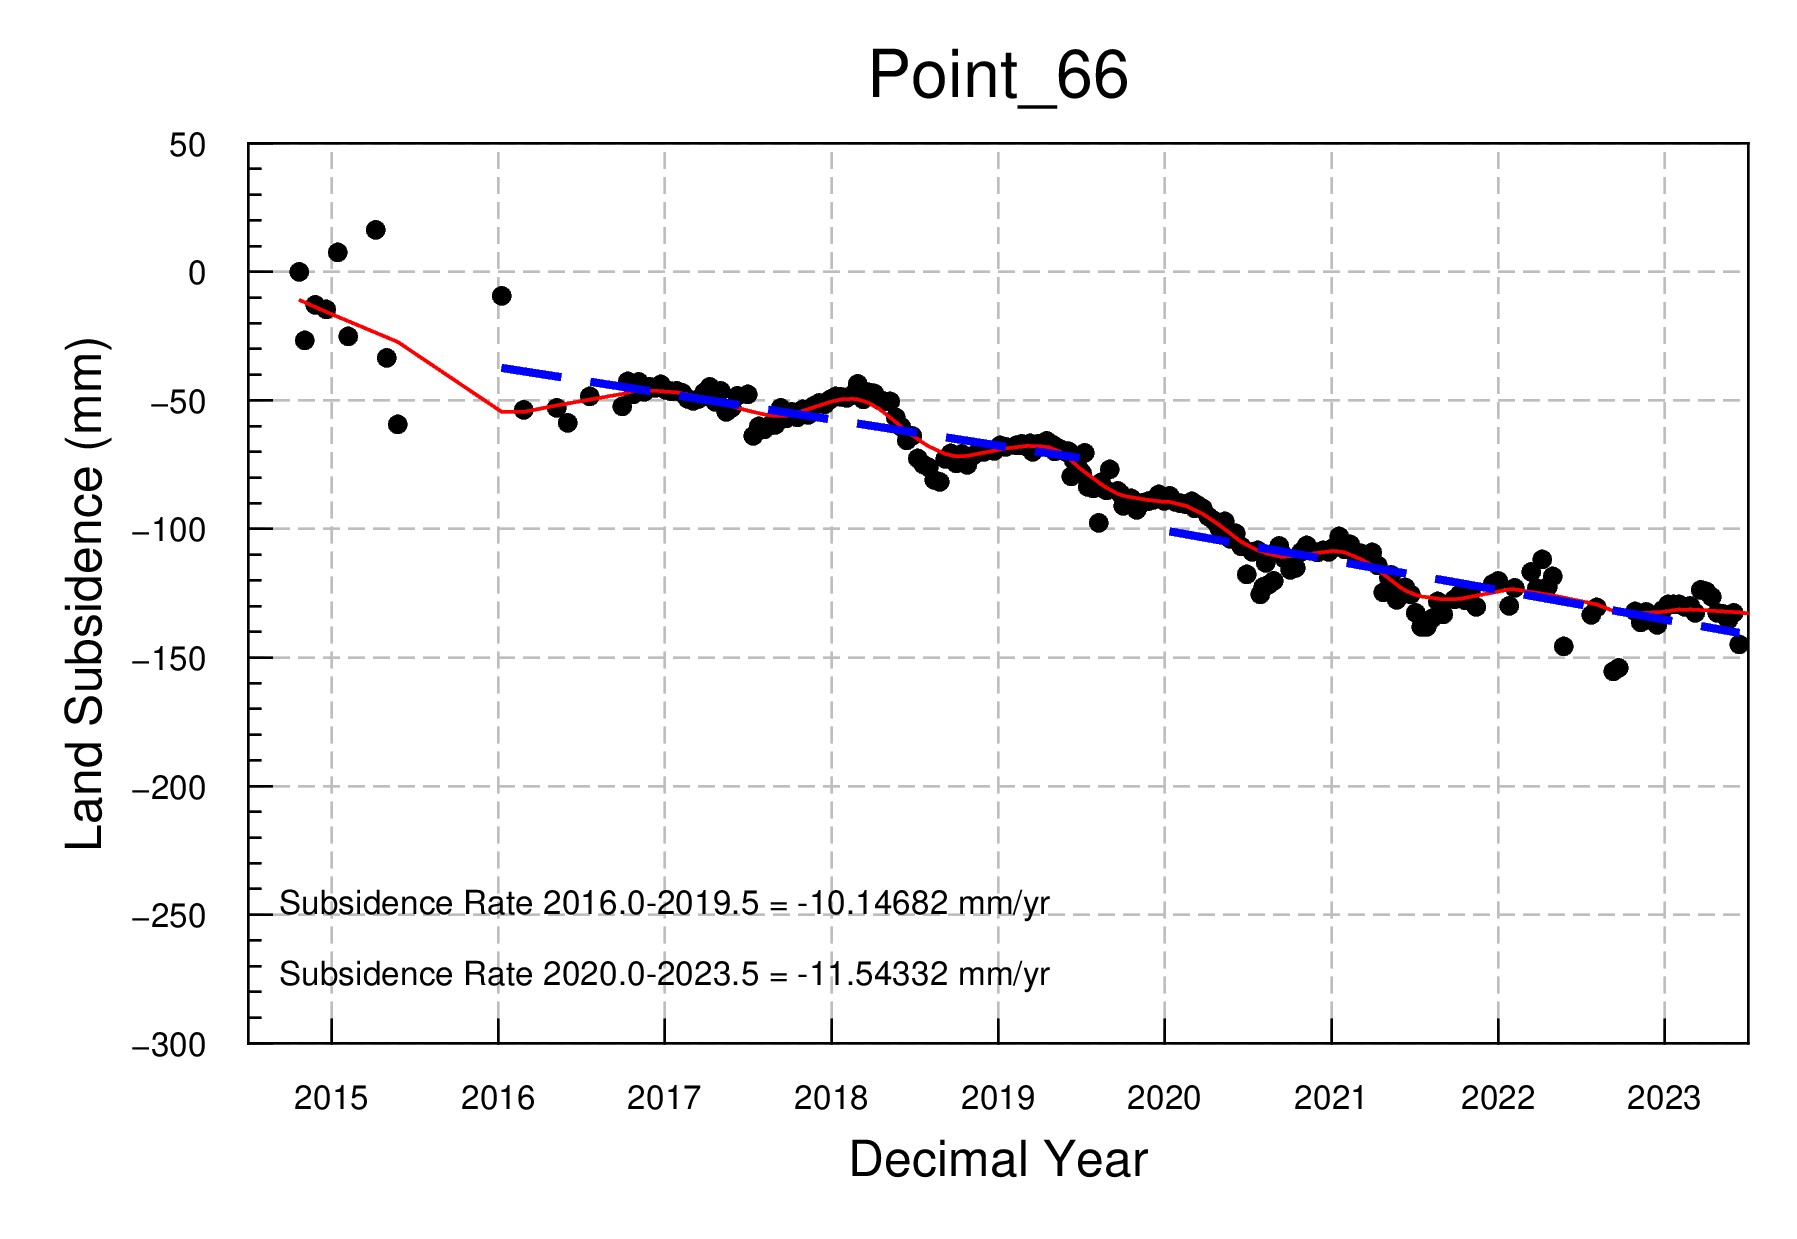 Point_66
50
0
−50
−100
−150
−200
−250
−300
Land Subsidence (mm)
Subsidence Rate 2016.0-2019.5 = -10.14682 mm/yr
Subsidence Rate 2020.0-2023.5 = -11.54332 mm/yr
2015 2016 2017 2018 2019 2020 2021 2022 2023
Decimal Year